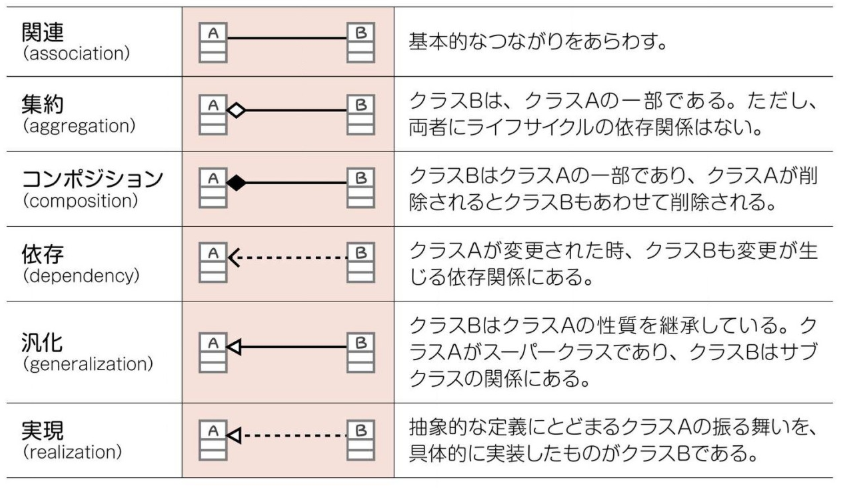 関連
(association)
A
B
基本的なつながりをあらわす。
集約
(aggregation)
A
B
クラスBは、クラスAの一部である。ただし、
両者にライフサイクルの依存関係はない。
コンポジション
(composition)
A
B
クラスBはクラスAの一部であり、クラスAが削
除されるとクラスBもあわせて削除される。
依存
(dependency)
A
B
クラスAが変更された時、クラスBも変更が生
じる依存関係にある。
汎化
(generalization)
A
B
クラスBはクラスAの性質を継承している。ク
ラスAがスーパークラスであり、クラスBはサブ
クラスの関係にある。
実現
(realization)
A
B
抽象的な定義にとどまるクラスAの振る舞いを、
具体的に実装したものがクラスBである。